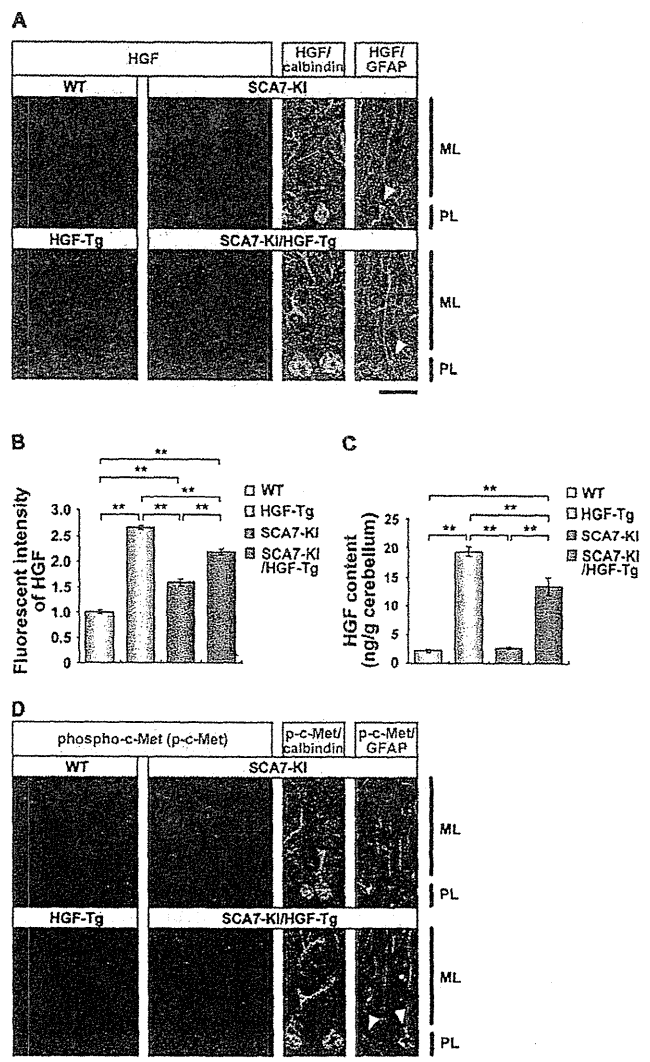 A
HGF
HGF/
calbindin
HGF/
GFAP
WT
SCA7-KI
ML
PL
HGF-Tg
SCA7-KI/HGF-Tg
ML
PL
B
Fluorescent intensity
of HGF
3.0
2.5
2.0
1.5
1.0
0.5
0
**
**
**
**
**
**
WT
HGF-Tg
SCA7-KI
SCA7-KI
/HGF-Tg
C
HGF content
(ng/g cerebellum)
25
20
15
10
5
0
**
**
**
**
**
WT
HGF-Tg
SCA7-KI
SCA7-KI
/HGF-Tg
D
phospho-c-Met (p-c-Met)
p-c-Met/
calbindin
p-c-Met/
GFAP
WT
SCA7-KI
ML
PL
HGF-Tg
SCA7-KI/HGF-Tg
ML
PL